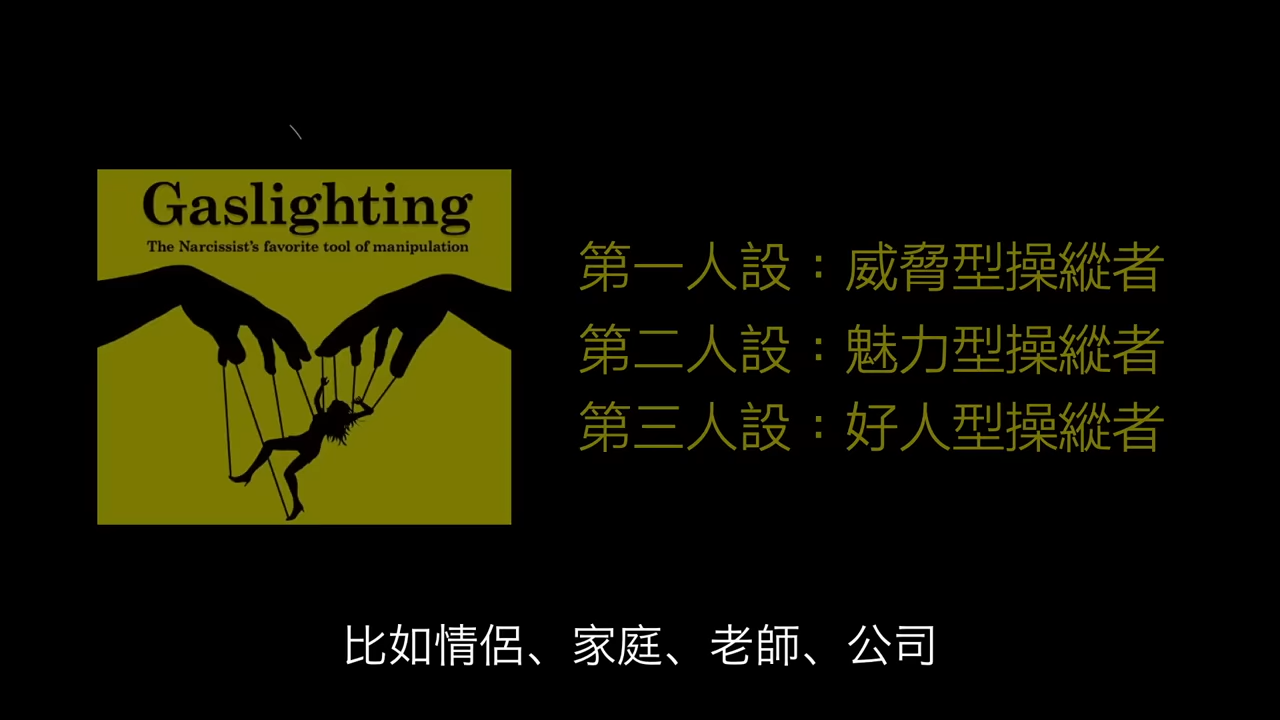 Gaslighting
The Narcissist's favorite tool of manipulation
第一人設：威脅型操縱者
第二人設：魅力型操縱者
第三人設：好人型操縱者
比如情侶、家庭、老師、公司